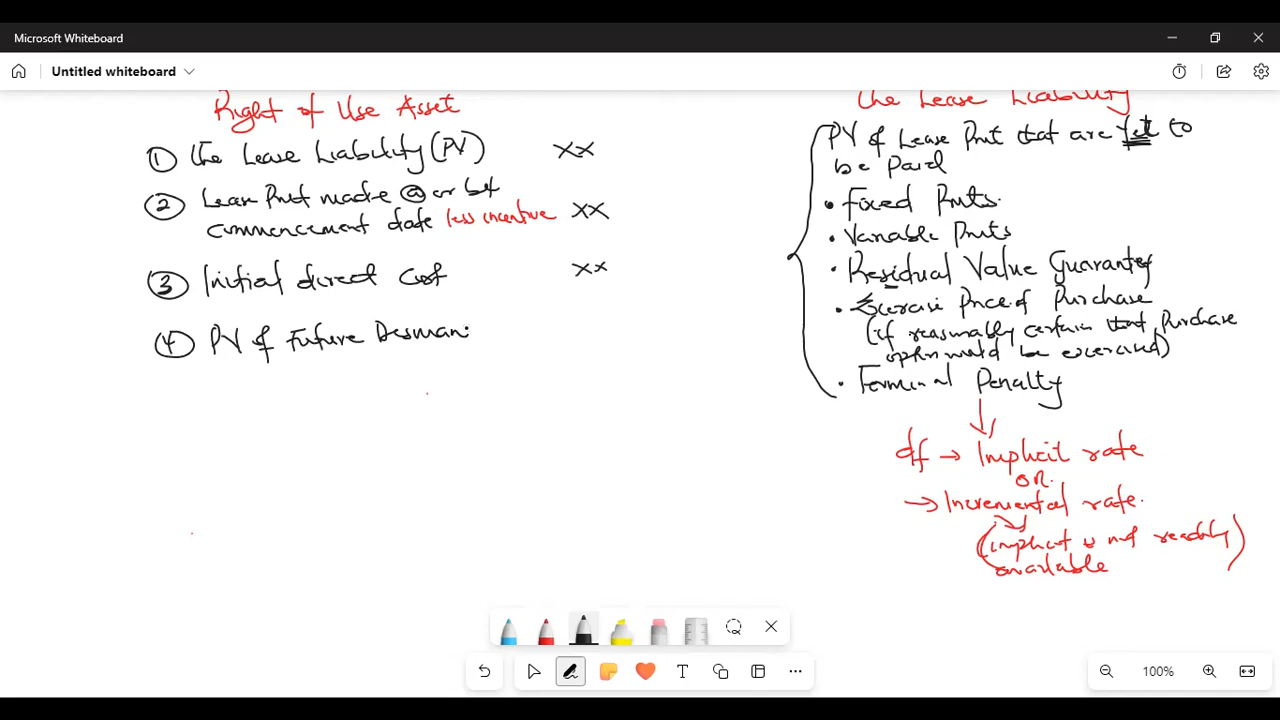 Microsoft Whiteboard
Untitled whiteboard
Right of Use Asset
① The Lease Liability (PV) XX
② Lease Pmt made @ or bef
commencement date less incentive XX
③ Initial direct Cost XX
④ PV of Future Disman
The Lease Liability
PV of Lease Pmt that are Yet to
be Paid
• Fixed Pmts.
• Variable Pmts
• Residual Value Guarantey
• Exercise Price of Purchase
(if reasonably certain that Purchase
option would be exercised)
• Terminal Penalty
df → Implicit rate
OR.
→ Incremental rate.
(implicit is not readily
available
100%